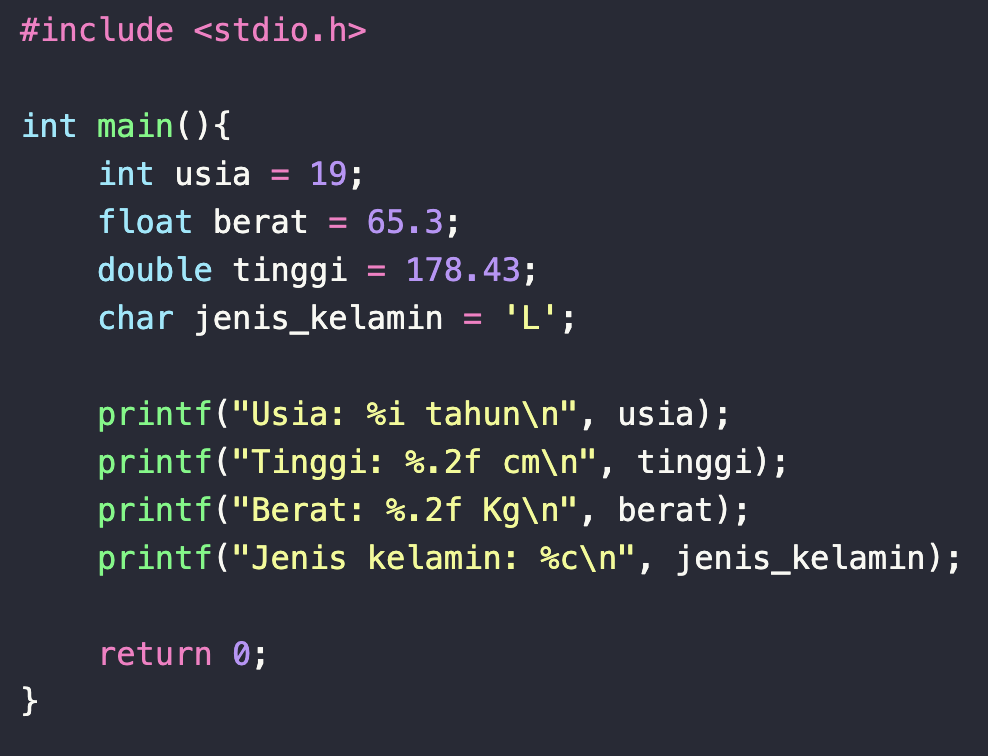 #include <stdio.h>

int main(){
    int usia = 19;
    float berat = 65.3;
    double tinggi = 178.43;
    char jenis_kelamin = 'L';

    printf("Usia: %i tahun\n", usia);
    printf("Tinggi: %.2f cm\n", tinggi);
    printf("Berat: %.2f Kg\n", berat);
    printf("Jenis kelamin: %c\n", jenis_kelamin);

    return 0;
}